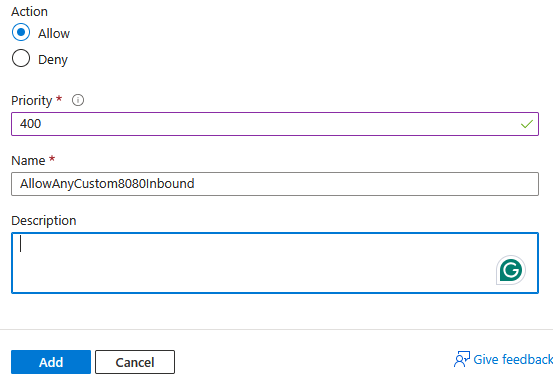 Action
Allow
Deny
Priority *
400
Name *
AllowAnyCustom8080Inbound
Description
Add
Cancel
Give feedback